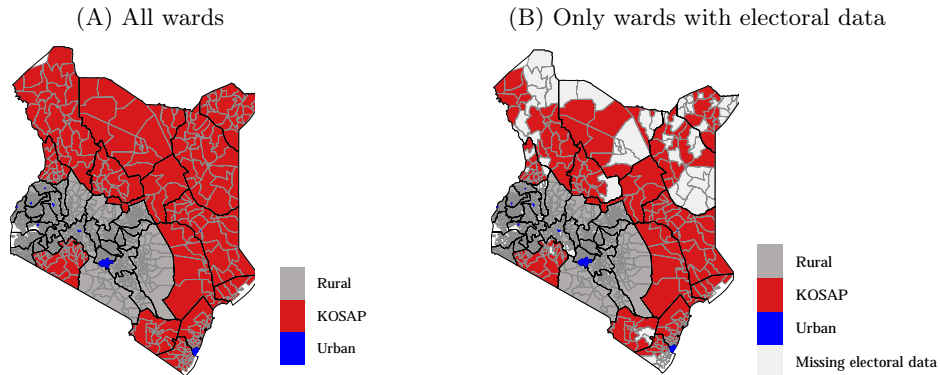 (A) All wards
(B) Only wards with electoral data
Rural
KOSAP
Urban
Rural
KOSAP
Urban
Missing electoral data